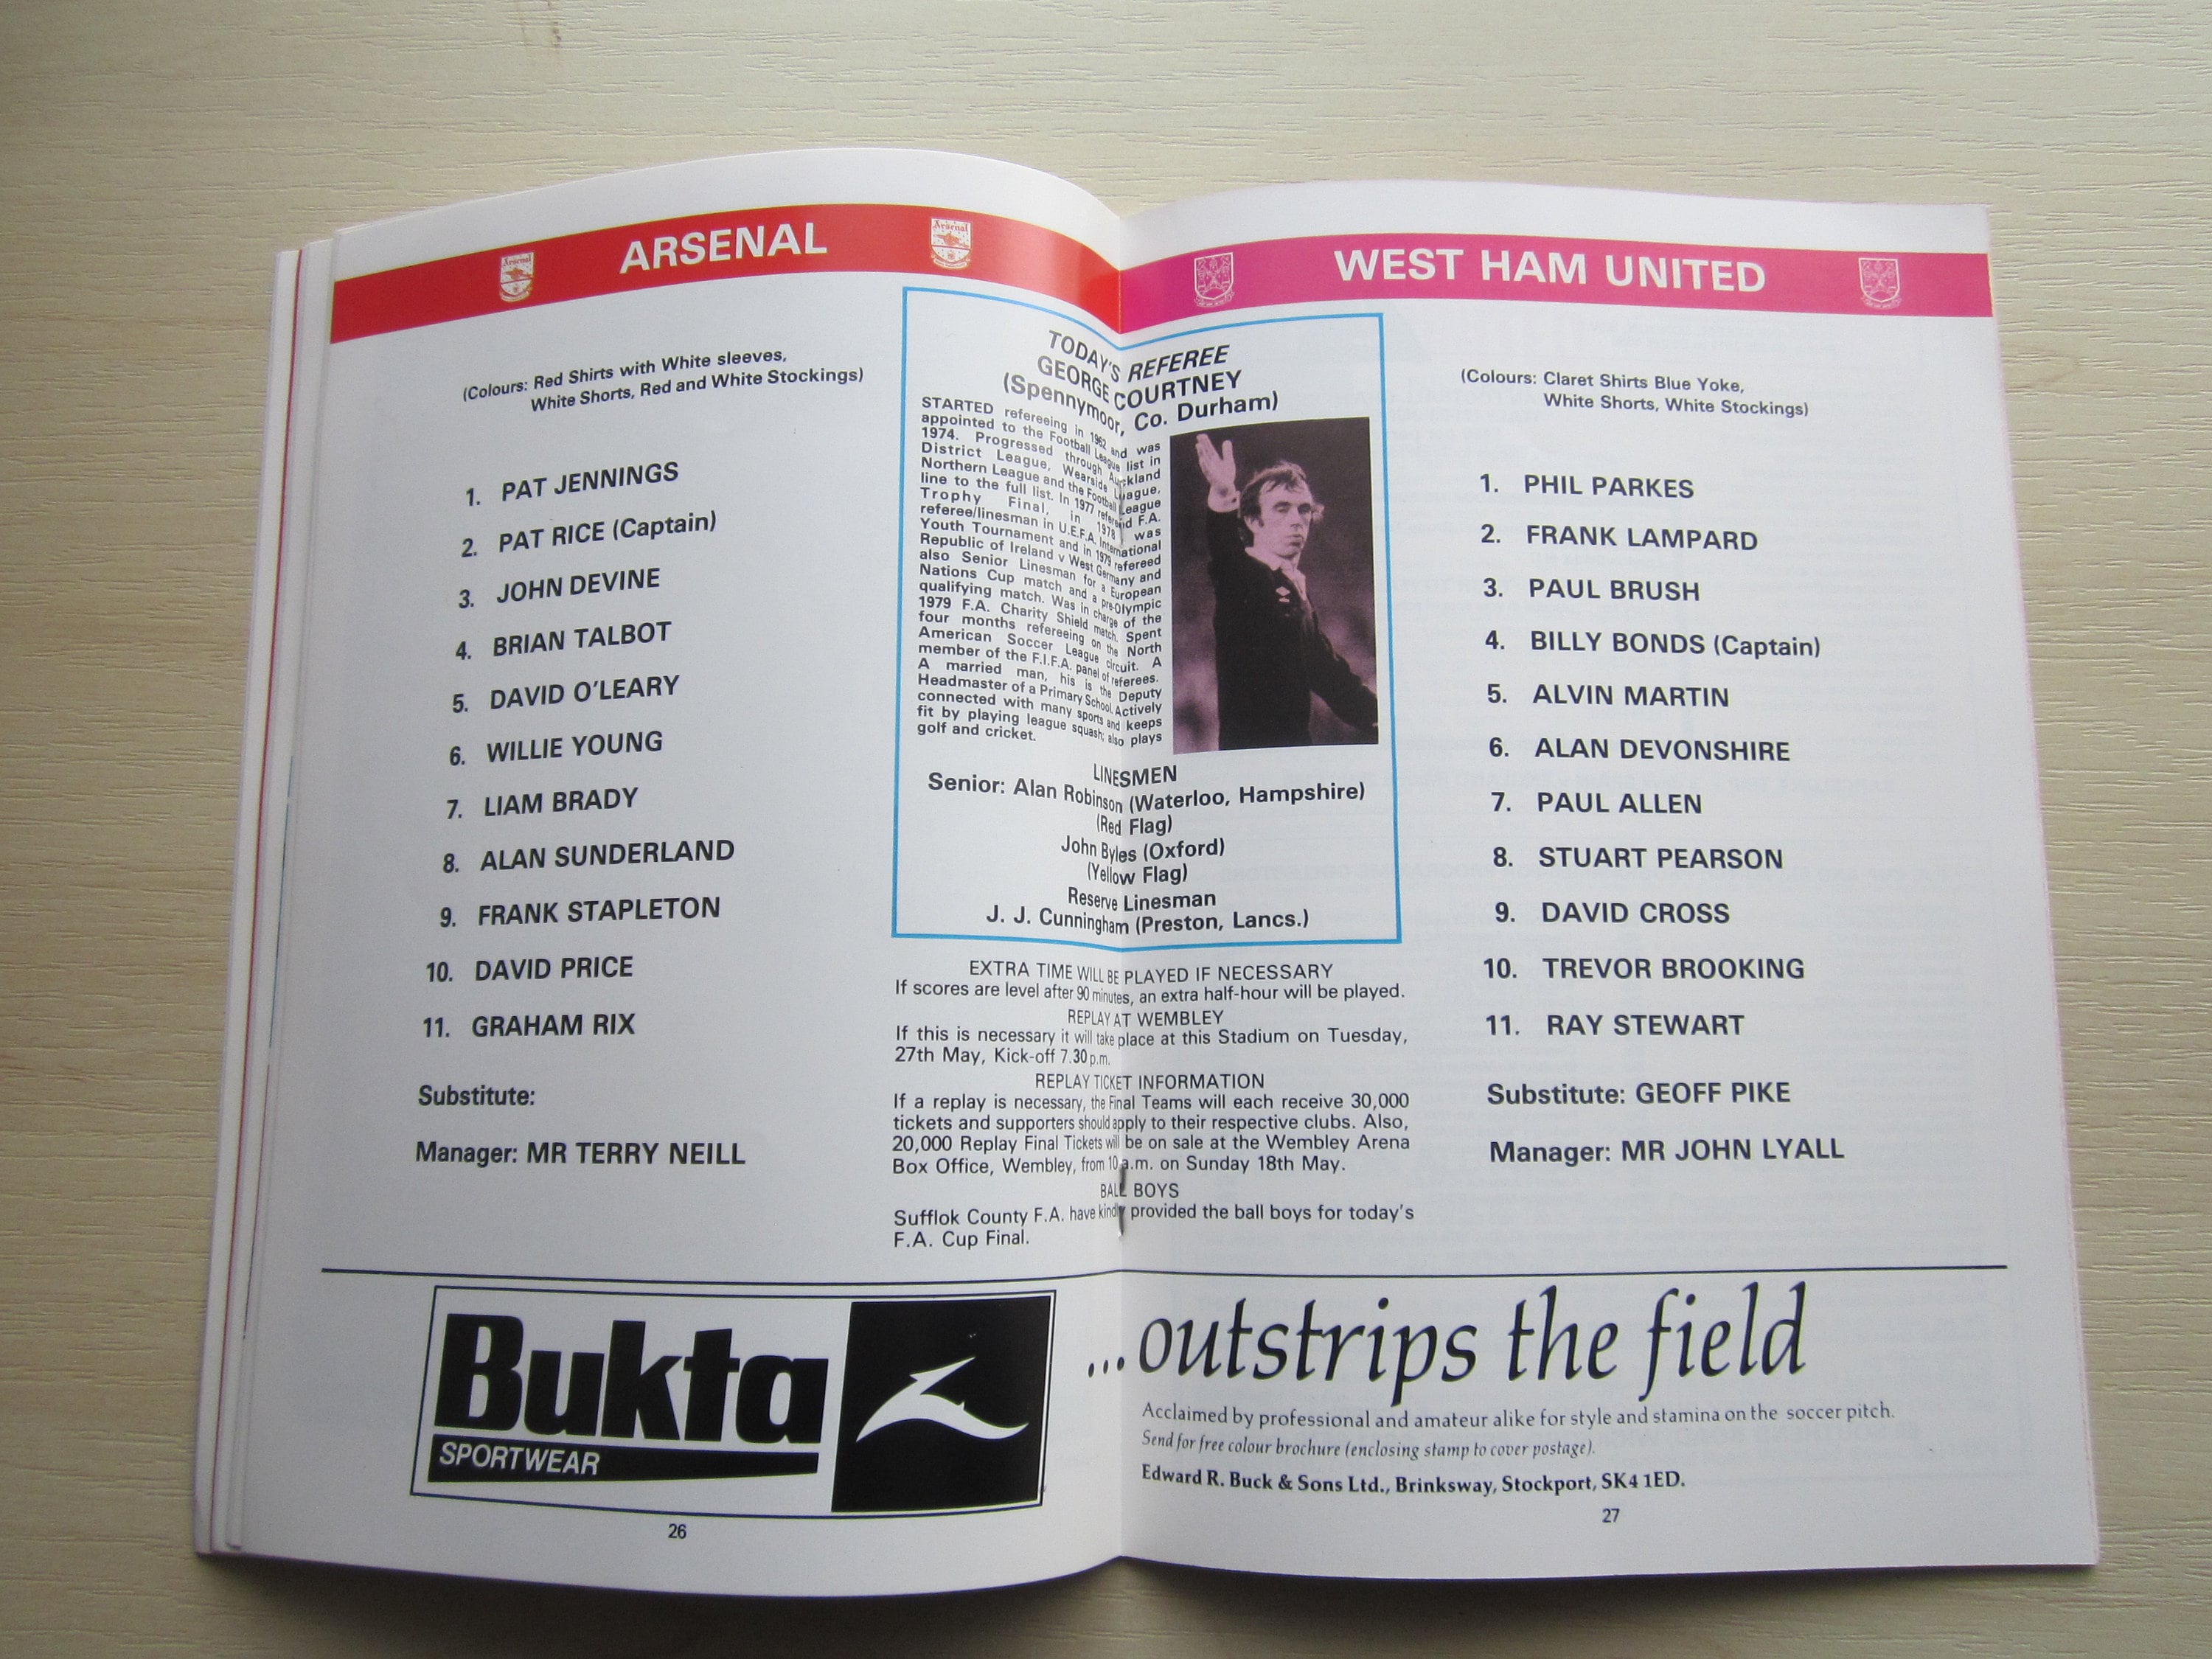 ARSENAL
(Colours: Red Shirts with White sleeves,
White Shorts, Red and White Stockings)
1. PAT JENNINGS
2. PAT RICE (Captain)
3. JOHN DEVINE
4. BRIAN TALBOT
5. DAVID O'LEARY
6. WILLIE YOUNG
7. LIAM BRADY
8. ALAN SUNDERLAND
9. FRANK STAPLETON
10. DAVID PRICE
11. GRAHAM RIX
Substitute:
Manager: MR TERRY NEILL
TODAY'S REFEREE
GEORGE COURTNEY
(Spennymoor, Co. Durham)
STARTED refereeing in 1962 and was
appointed to the Football League list in
1974. Progressed through Auckland
District League, Wearside League,
Northern League and the Football League
line to the full list. In 1977 refereed F.A.
Trophy Final, in 1978 was
referee/linesman in U.E.F.A. International
Youth Tournament and in 1979 refereed
Republic of Ireland v West Germany and
also Senior Linesman for a European
Nations Cup match and a pre-Olympic
qualifying match. Was in charge of the
1979 F.A. Charity Shield match. Spent
four months refereeing on the North
American Soccer League circuit. A
member of the F.I.F.A. panel of referees.
A married man, his is the Deputy
Headmaster of a Primary School. Actively
connected with many sports and keeps
fit by playing league squash; also plays
golf and cricket.
LINESMEN
Senior: Alan Robinson (Waterloo, Hampshire)
(Red Flag)
John Byles (Oxford)
(Yellow Flag)
Reserve Linesman
J. J. Cunningham (Preston, Lancs.)
EXTRA TIME WILL BE PLAYED IF NECESSARY
If scores are level after 90 minutes, an extra half-hour will be played.
REPLAY AT WEMBLEY
If this is necessary it will take place at this Stadium on Tuesday,
27th May, Kick-off 7.30 p.m.
REPLAY TICKET INFORMATION
If a replay is necessary, the Final Teams will each receive 30,000
tickets and supporters should apply to their respective clubs. Also,
20,000 Replay Final Tickets will be on sale at the Wembley Arena
Box Office, Wembley, from 10 a.m. on Sunday 18th May.
BALL BOYS
Sufflok County F.A. have kindly provided the ball boys for today's
F.A. Cup Final.
WEST HAM UNITED
(Colours: Claret Shirts Blue Yoke,
White Shorts, White Stockings)
1. PHIL PARKES
2. FRANK LAMPARD
3. PAUL BRUSH
4. BILLY BONDS (Captain)
5. ALVIN MARTIN
6. ALAN DEVONSHIRE
7. PAUL ALLEN
8. STUART PEARSON
9. DAVID CROSS
10. TREVOR BROOKING
11. RAY STEWART
Substitute: GEOFF PIKE
Manager: MR JOHN LYALL
Bukta
SPORTWEAR
...outstrips the field
Acclaimed by professional and amateur alike for style and stamina on the soccer pitch.
Send for free colour brochure (enclosing stamp to cover postage).
Edward R. Buck & Sons Ltd., Brinksway, Stockport, SK4 1ED.
26
27